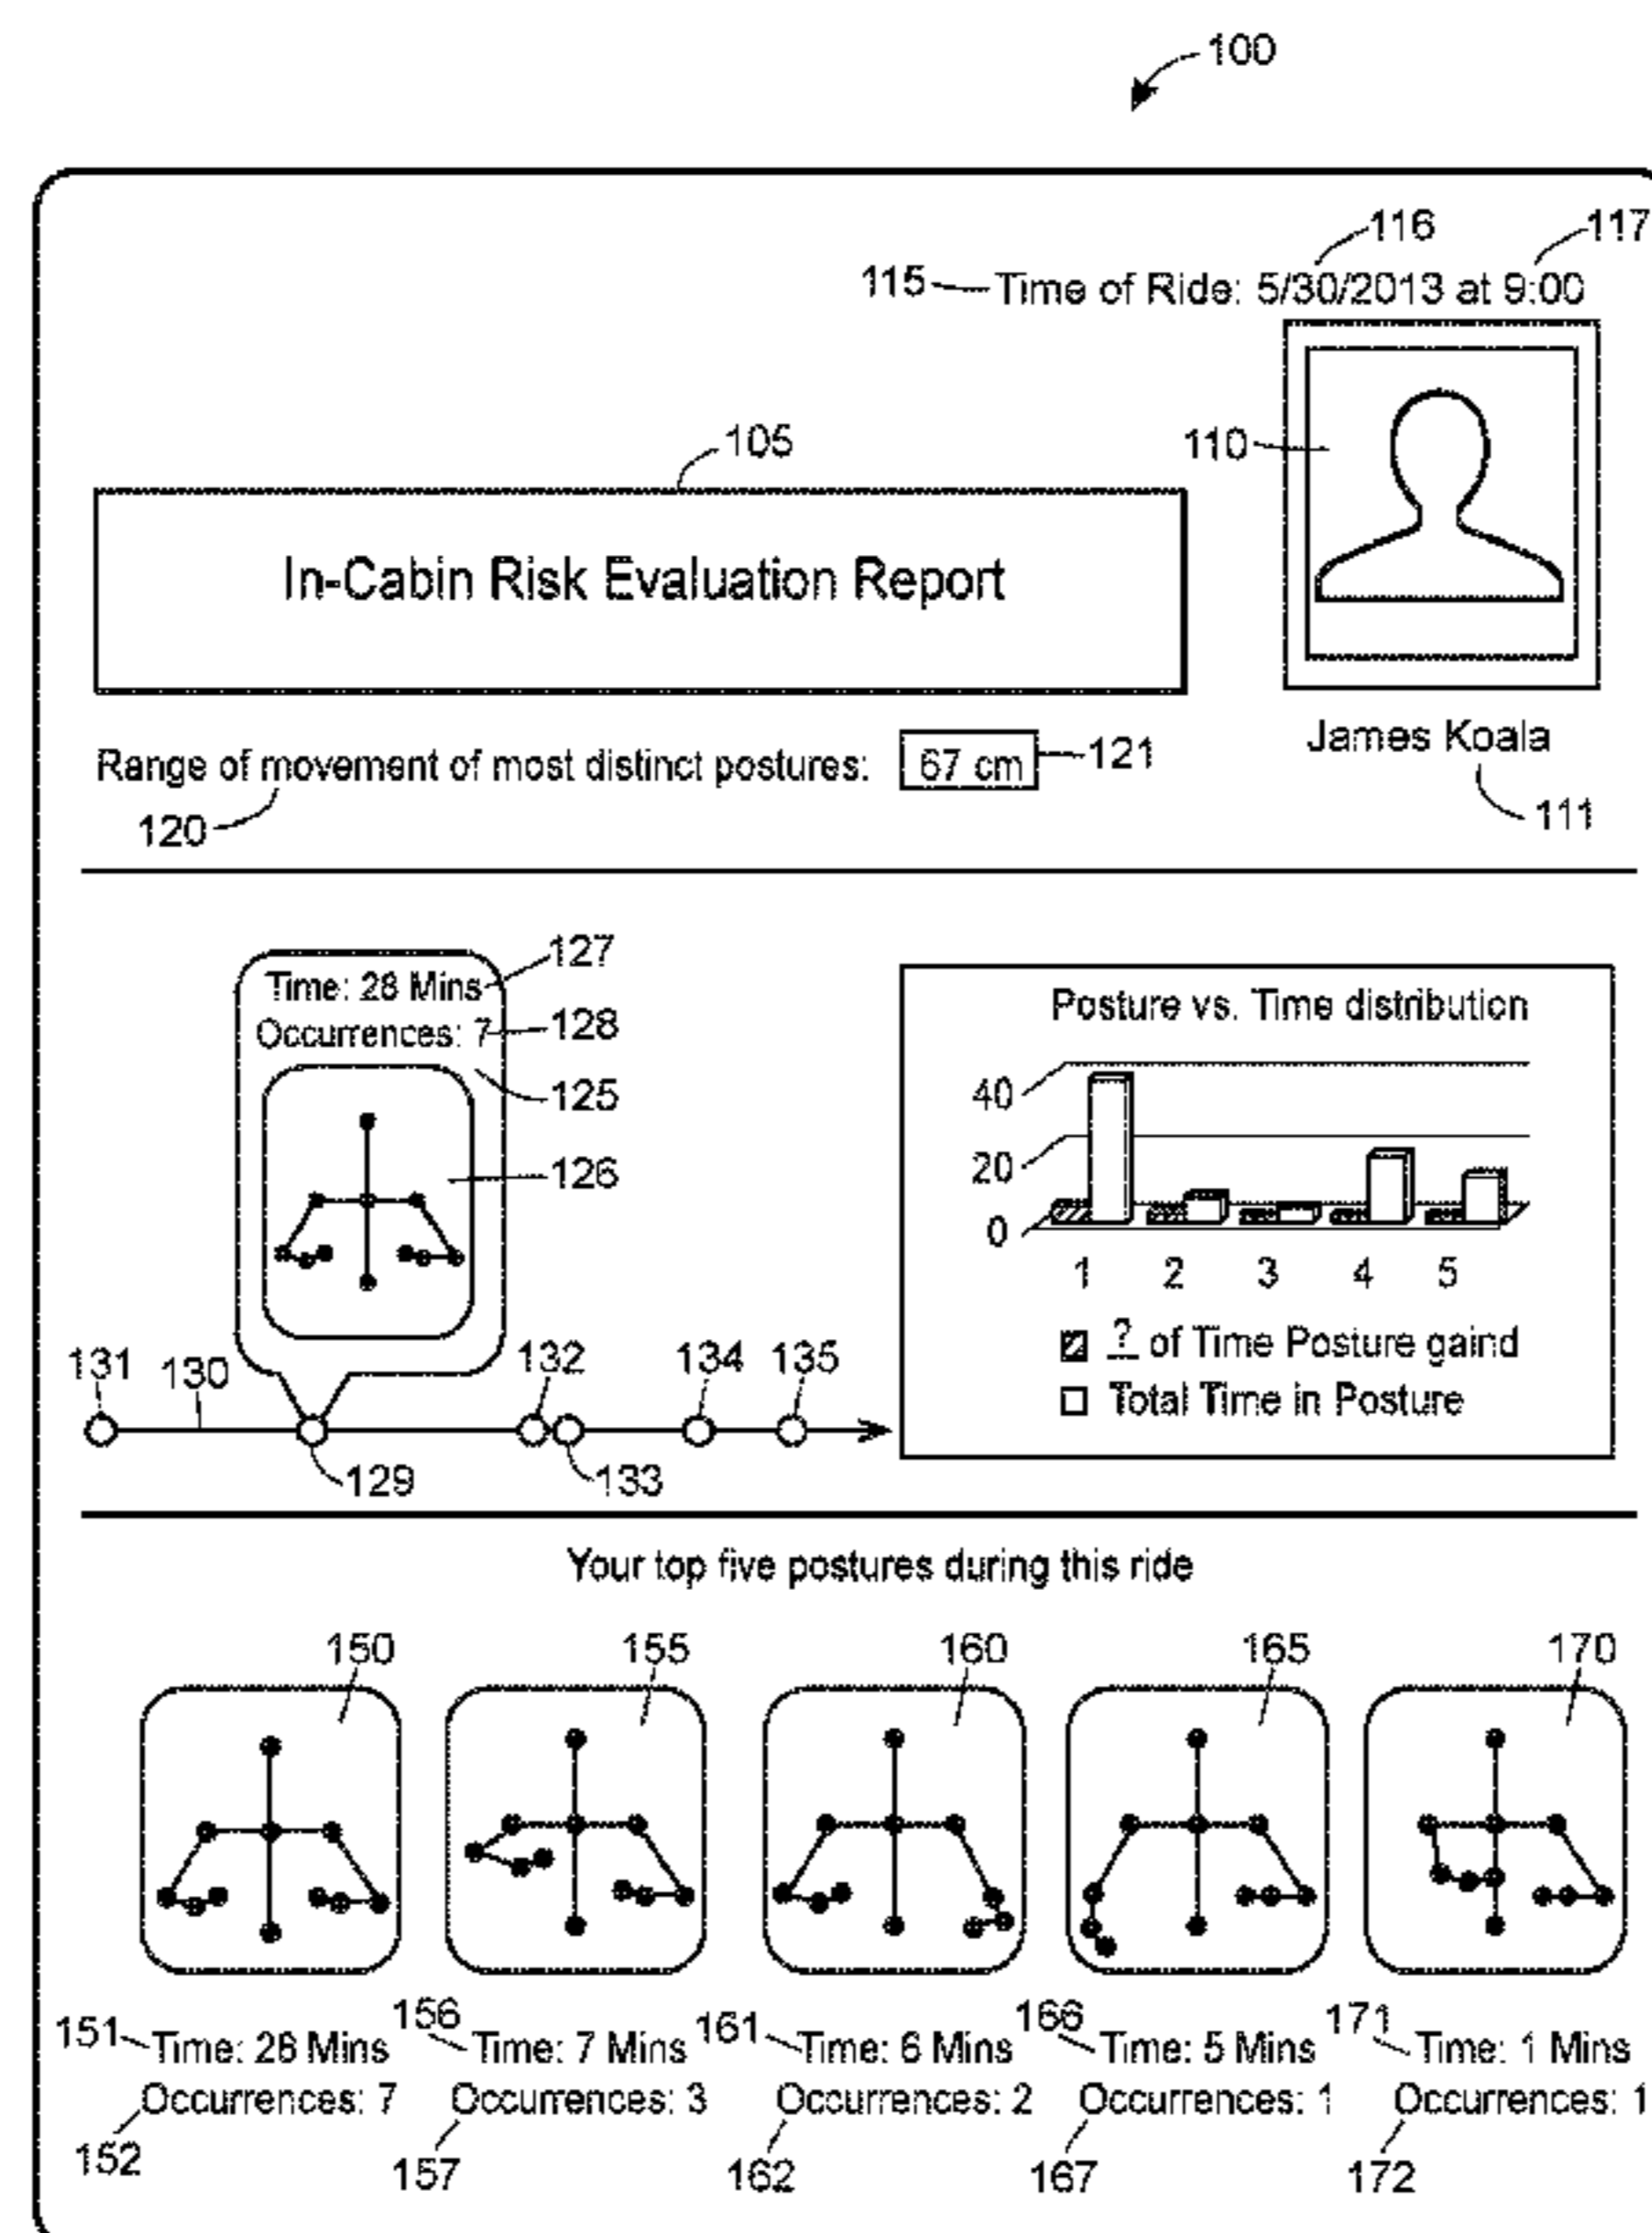 100
116
117
115 Time of Ride: 5/30/2013 at 9:00
105
110
In-Cabin Risk Evaluation Report
James Koala
111
Range of movement of most distinct postures: 67 cm 121
120
127
Time: 28 Mins
Occurrences: 7 128
125
126
131 130 132 134 135
129 133
Posture vs. Time distribution
40
20
0
1 2 3 4 5
? of Time Posture gaind
Total Time in Posture
Your top five postures during this ride
150 155 160 165 170
151 156 161 166 171
Time: 28 Mins Time: 7 Mins Time: 6 Mins Time: 5 Mins Time: 1 Mins
Occurrences: 7 Occurrences: 3 Occurrences: 2 Occurrences: 1 Occurrences: 1
152 157 162 167 172